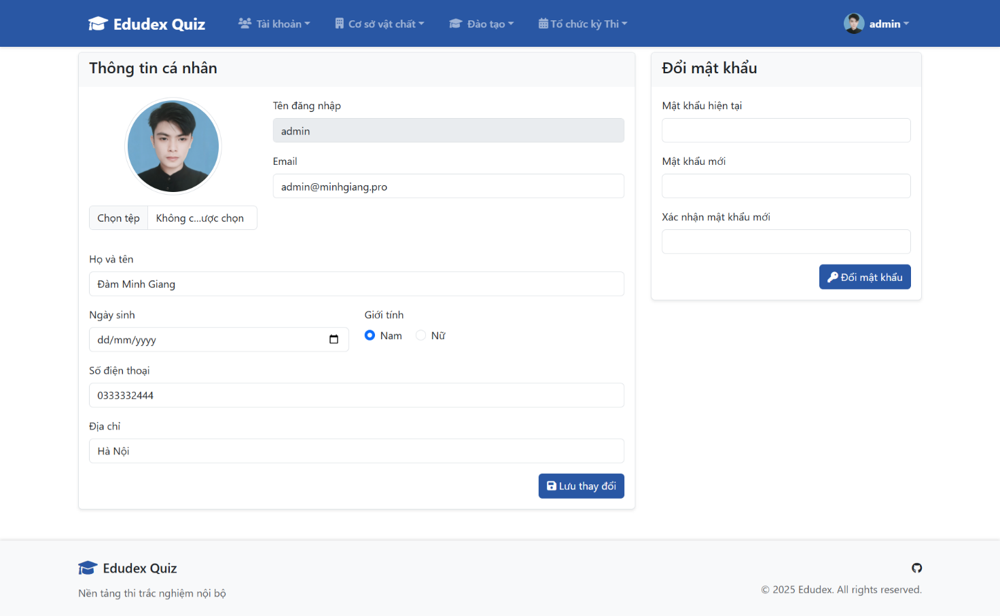 Edudex Quiz
Tài khoản
Cơ sở vật chất
Đào tạo
Tổ chức kỳ Thi
admin
Thông tin cá nhân
Tên đăng nhập
admin
Email
admin@minhgiang.pro
Chọn tệp
Không c...ược chọn
Họ và tên
Đàm Minh Giang
Ngày sinh
dd/mm/yyyy
Giới tính
Nam
Nữ
Số điện thoại
0333332444
Địa chỉ
Hà Nội
Lưu thay đổi
Đổi mật khẩu
Mật khẩu hiện tại
Mật khẩu mới
Xác nhận mật khẩu mới
Đổi mật khẩu
Edudex Quiz
Nền tảng thi trắc nghiệm nội bộ
© 2025 Edudex. All rights reserved.